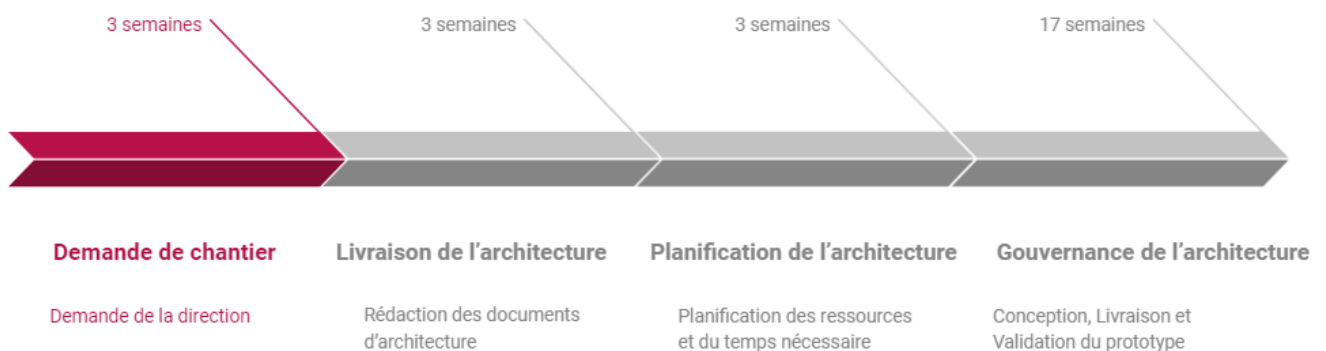 3 semaines
3 semaines
3 semaines
17 semaines
Demande de chantier
Livraison de l’architecture
Planification de l’architecture
Gouvernance de l’architecture
Demande de la direction
Rédaction des documents
d’architecture
Planification des ressources
et du temps nécessaire
Conception, Livraison et
Validation du prototype